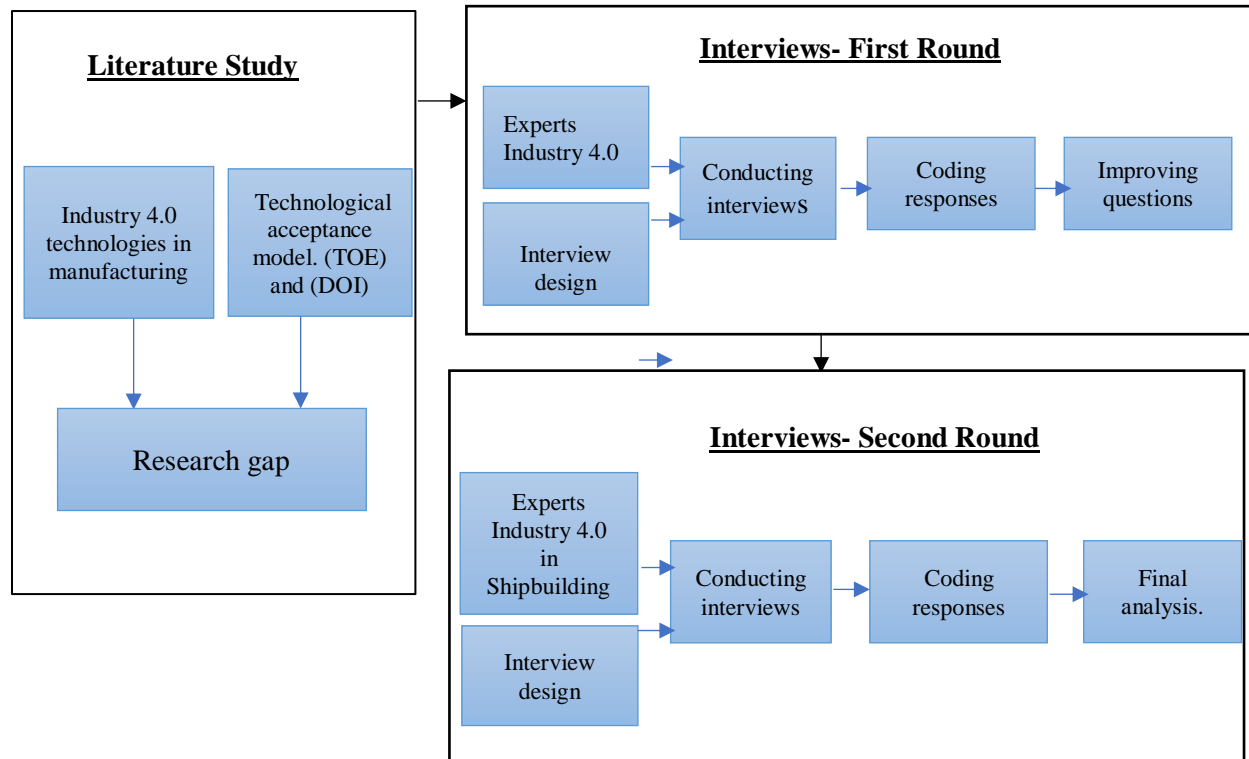 Literature Study
Industry 4.0
technologies in
manufacturing
Technological
acceptance
model. (TOE)
and (DOI)
Research gap
Interviews- First Round
Experts
Industry 4.0
Interview
design
Conducting
interviews
Coding
responses
Improving
questions
Interviews- Second Round
Experts
Industry 4.0
in
Shipbuilding
Interview
design
Conducting
interviews
Coding
responses
Final
analysis.